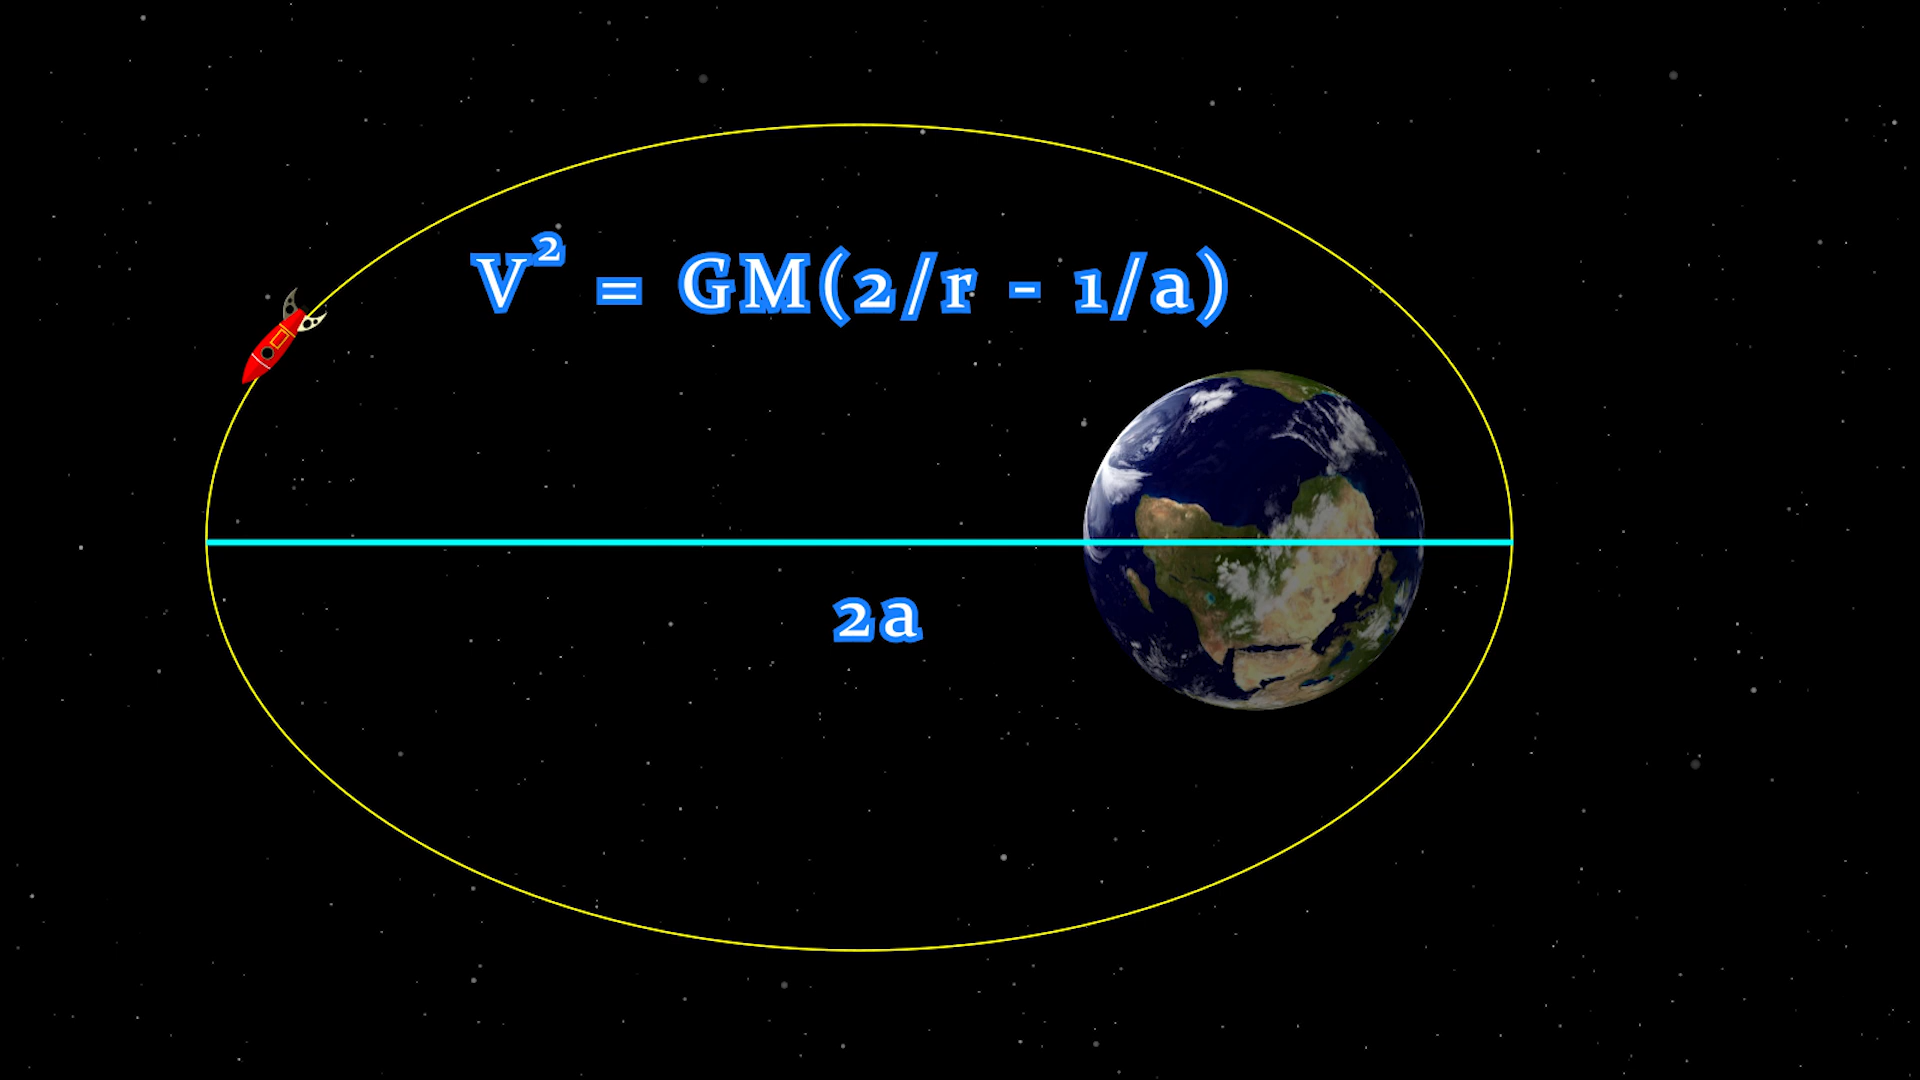 V² = GM(2/r - 1/a)
2a